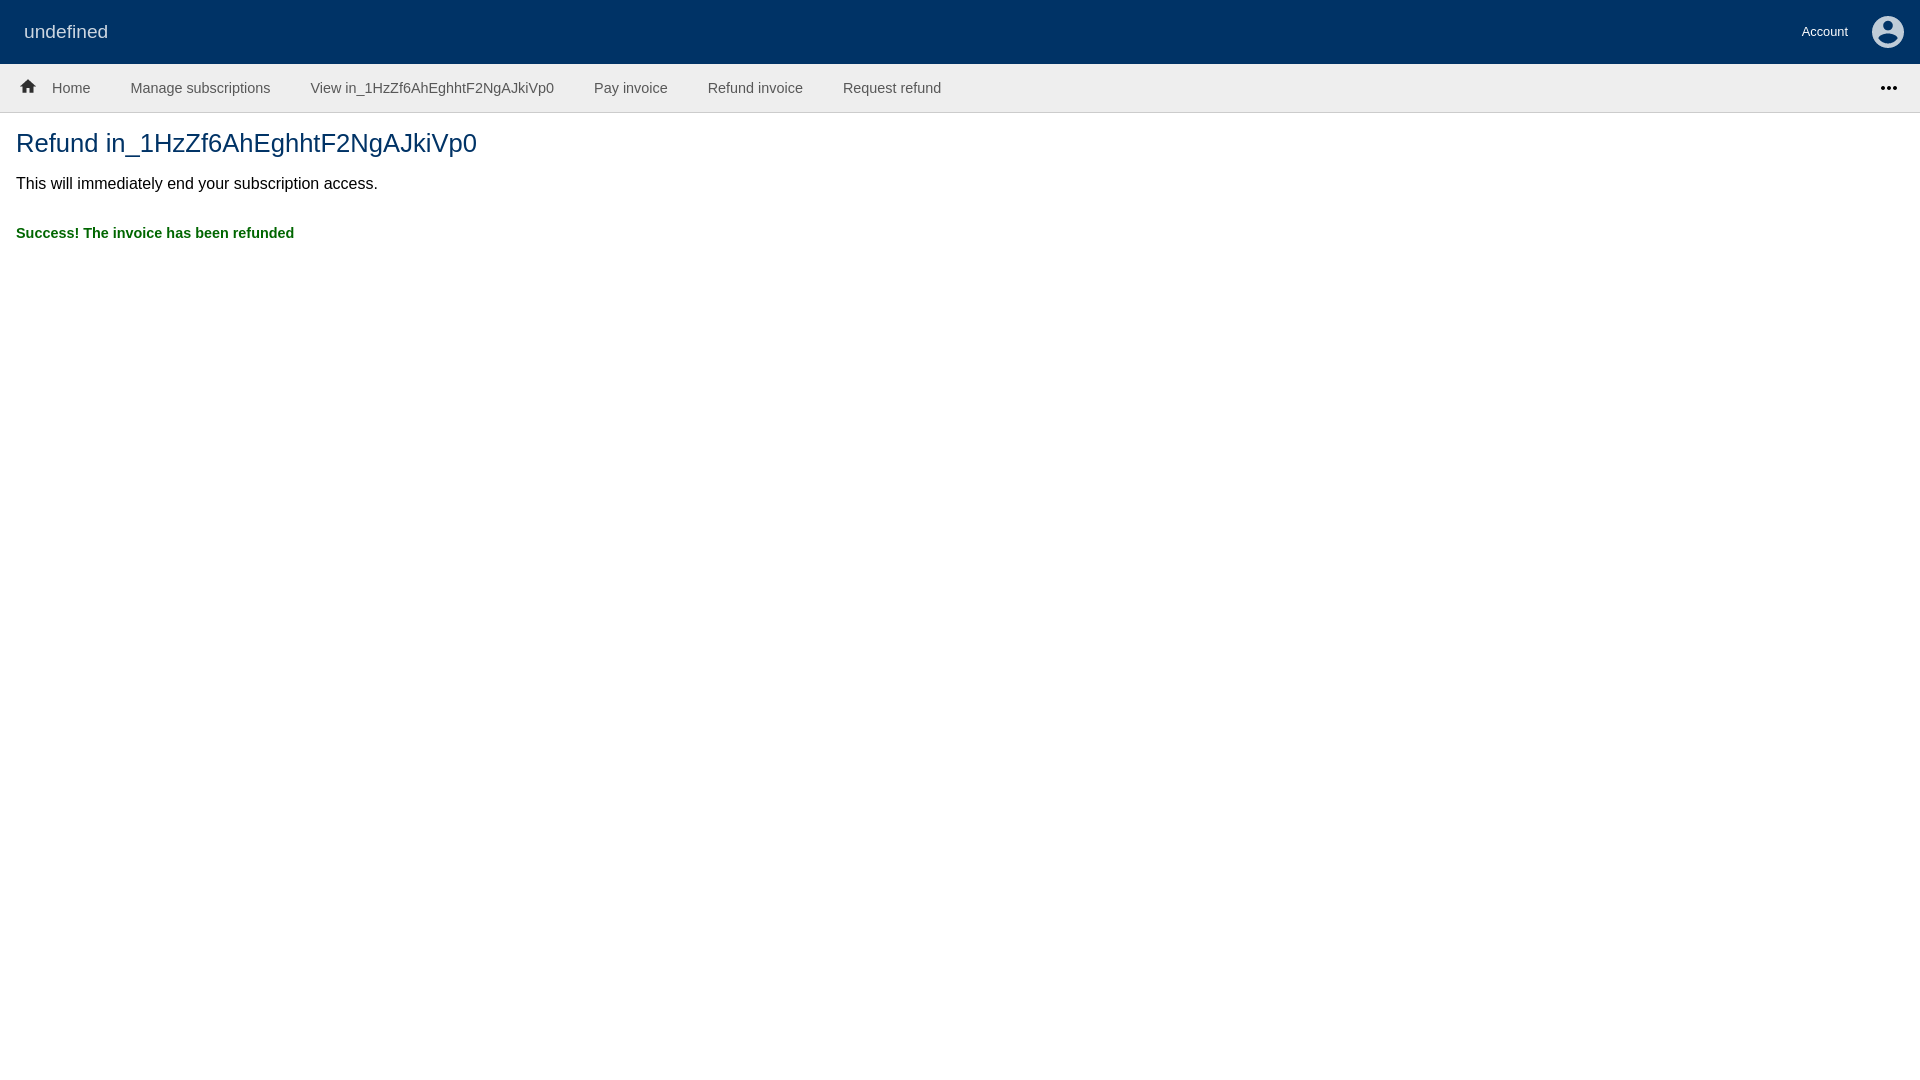 undefined
Account
Home Manage subscriptions View in_1HzZf6AhEghhtF2NgAJkiVp0 Pay invoice Refund invoice Request refund
Refund in_1HzZf6AhEghhtF2NgAJkiVp0
This will immediately end your subscription access.
Success! The invoice has been refunded